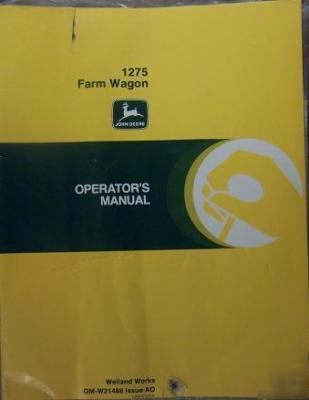 1275
Farm Wagon
JOHN DEERE
OPERATOR'S
MANUAL
Welland Works
OM-W21488 Issue A0